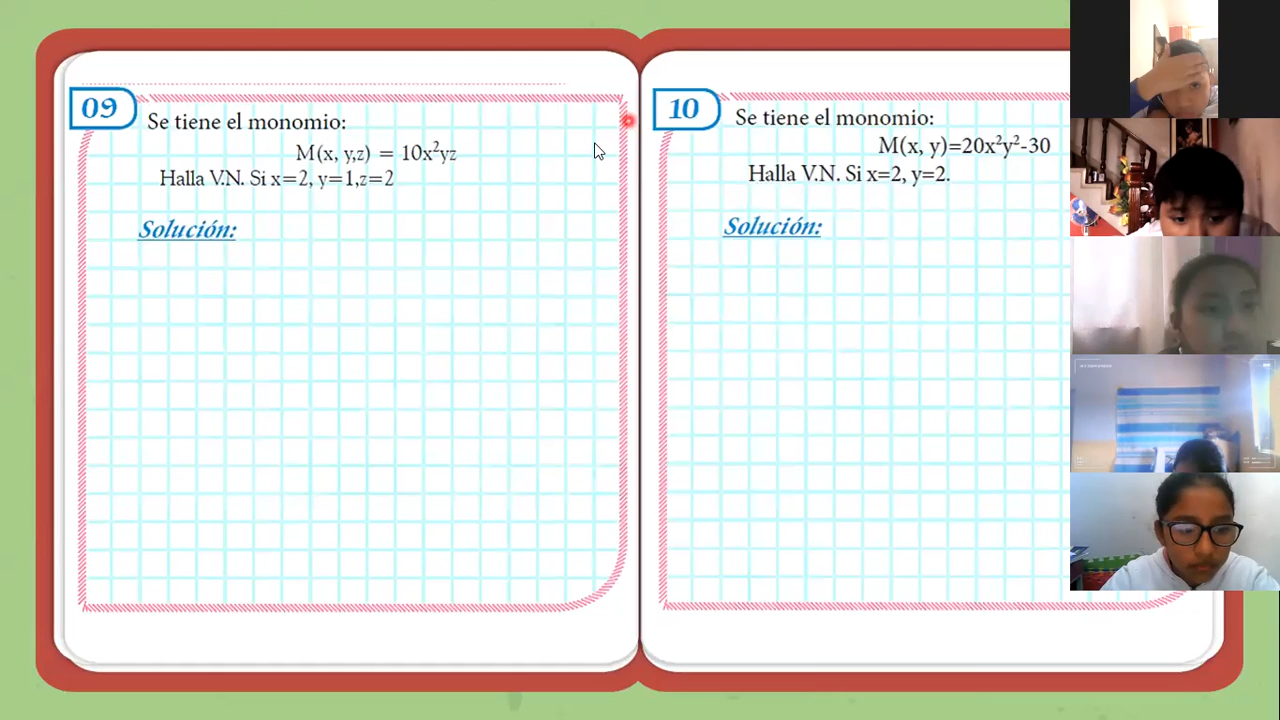 09
Se tiene el monomio:
M(x, y,z) = 10x²yz
Halla V.N. Si x=2, y=1,z=2
Solución:
10
Se tiene el monomio:
M(x, y)=20x²y²-30
Halla V.N. Si x=2, y=2.
Solución: